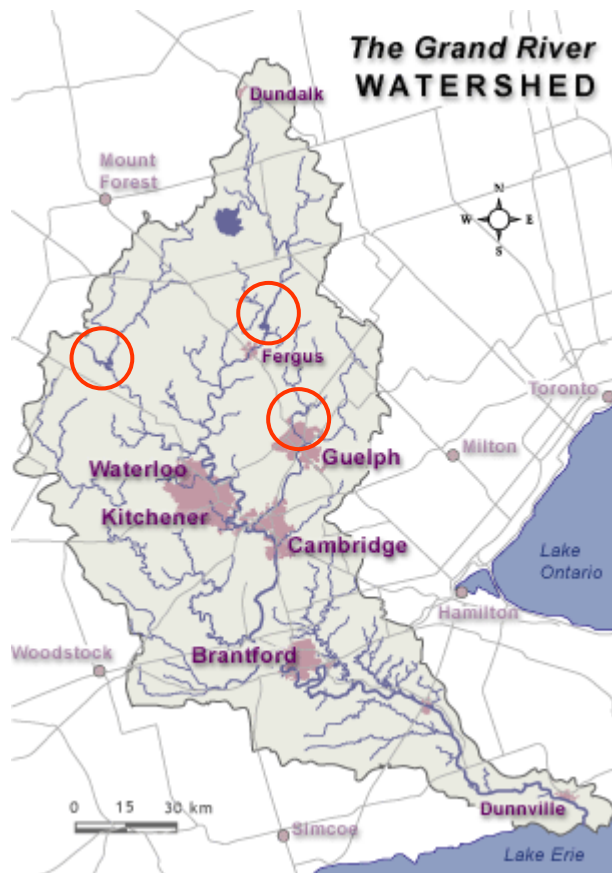 The Grand River
WATERSHED
Dundalk
Mount
Forest
N
W E
S
Fergus
Toronto
Guelph
Milton
Waterloo
Kitchener
Cambridge
Lake
Ontario
Hamilton
Woodstock
Brantford
0 15 30 km
Dunnville
Simcoe
Lake Erie